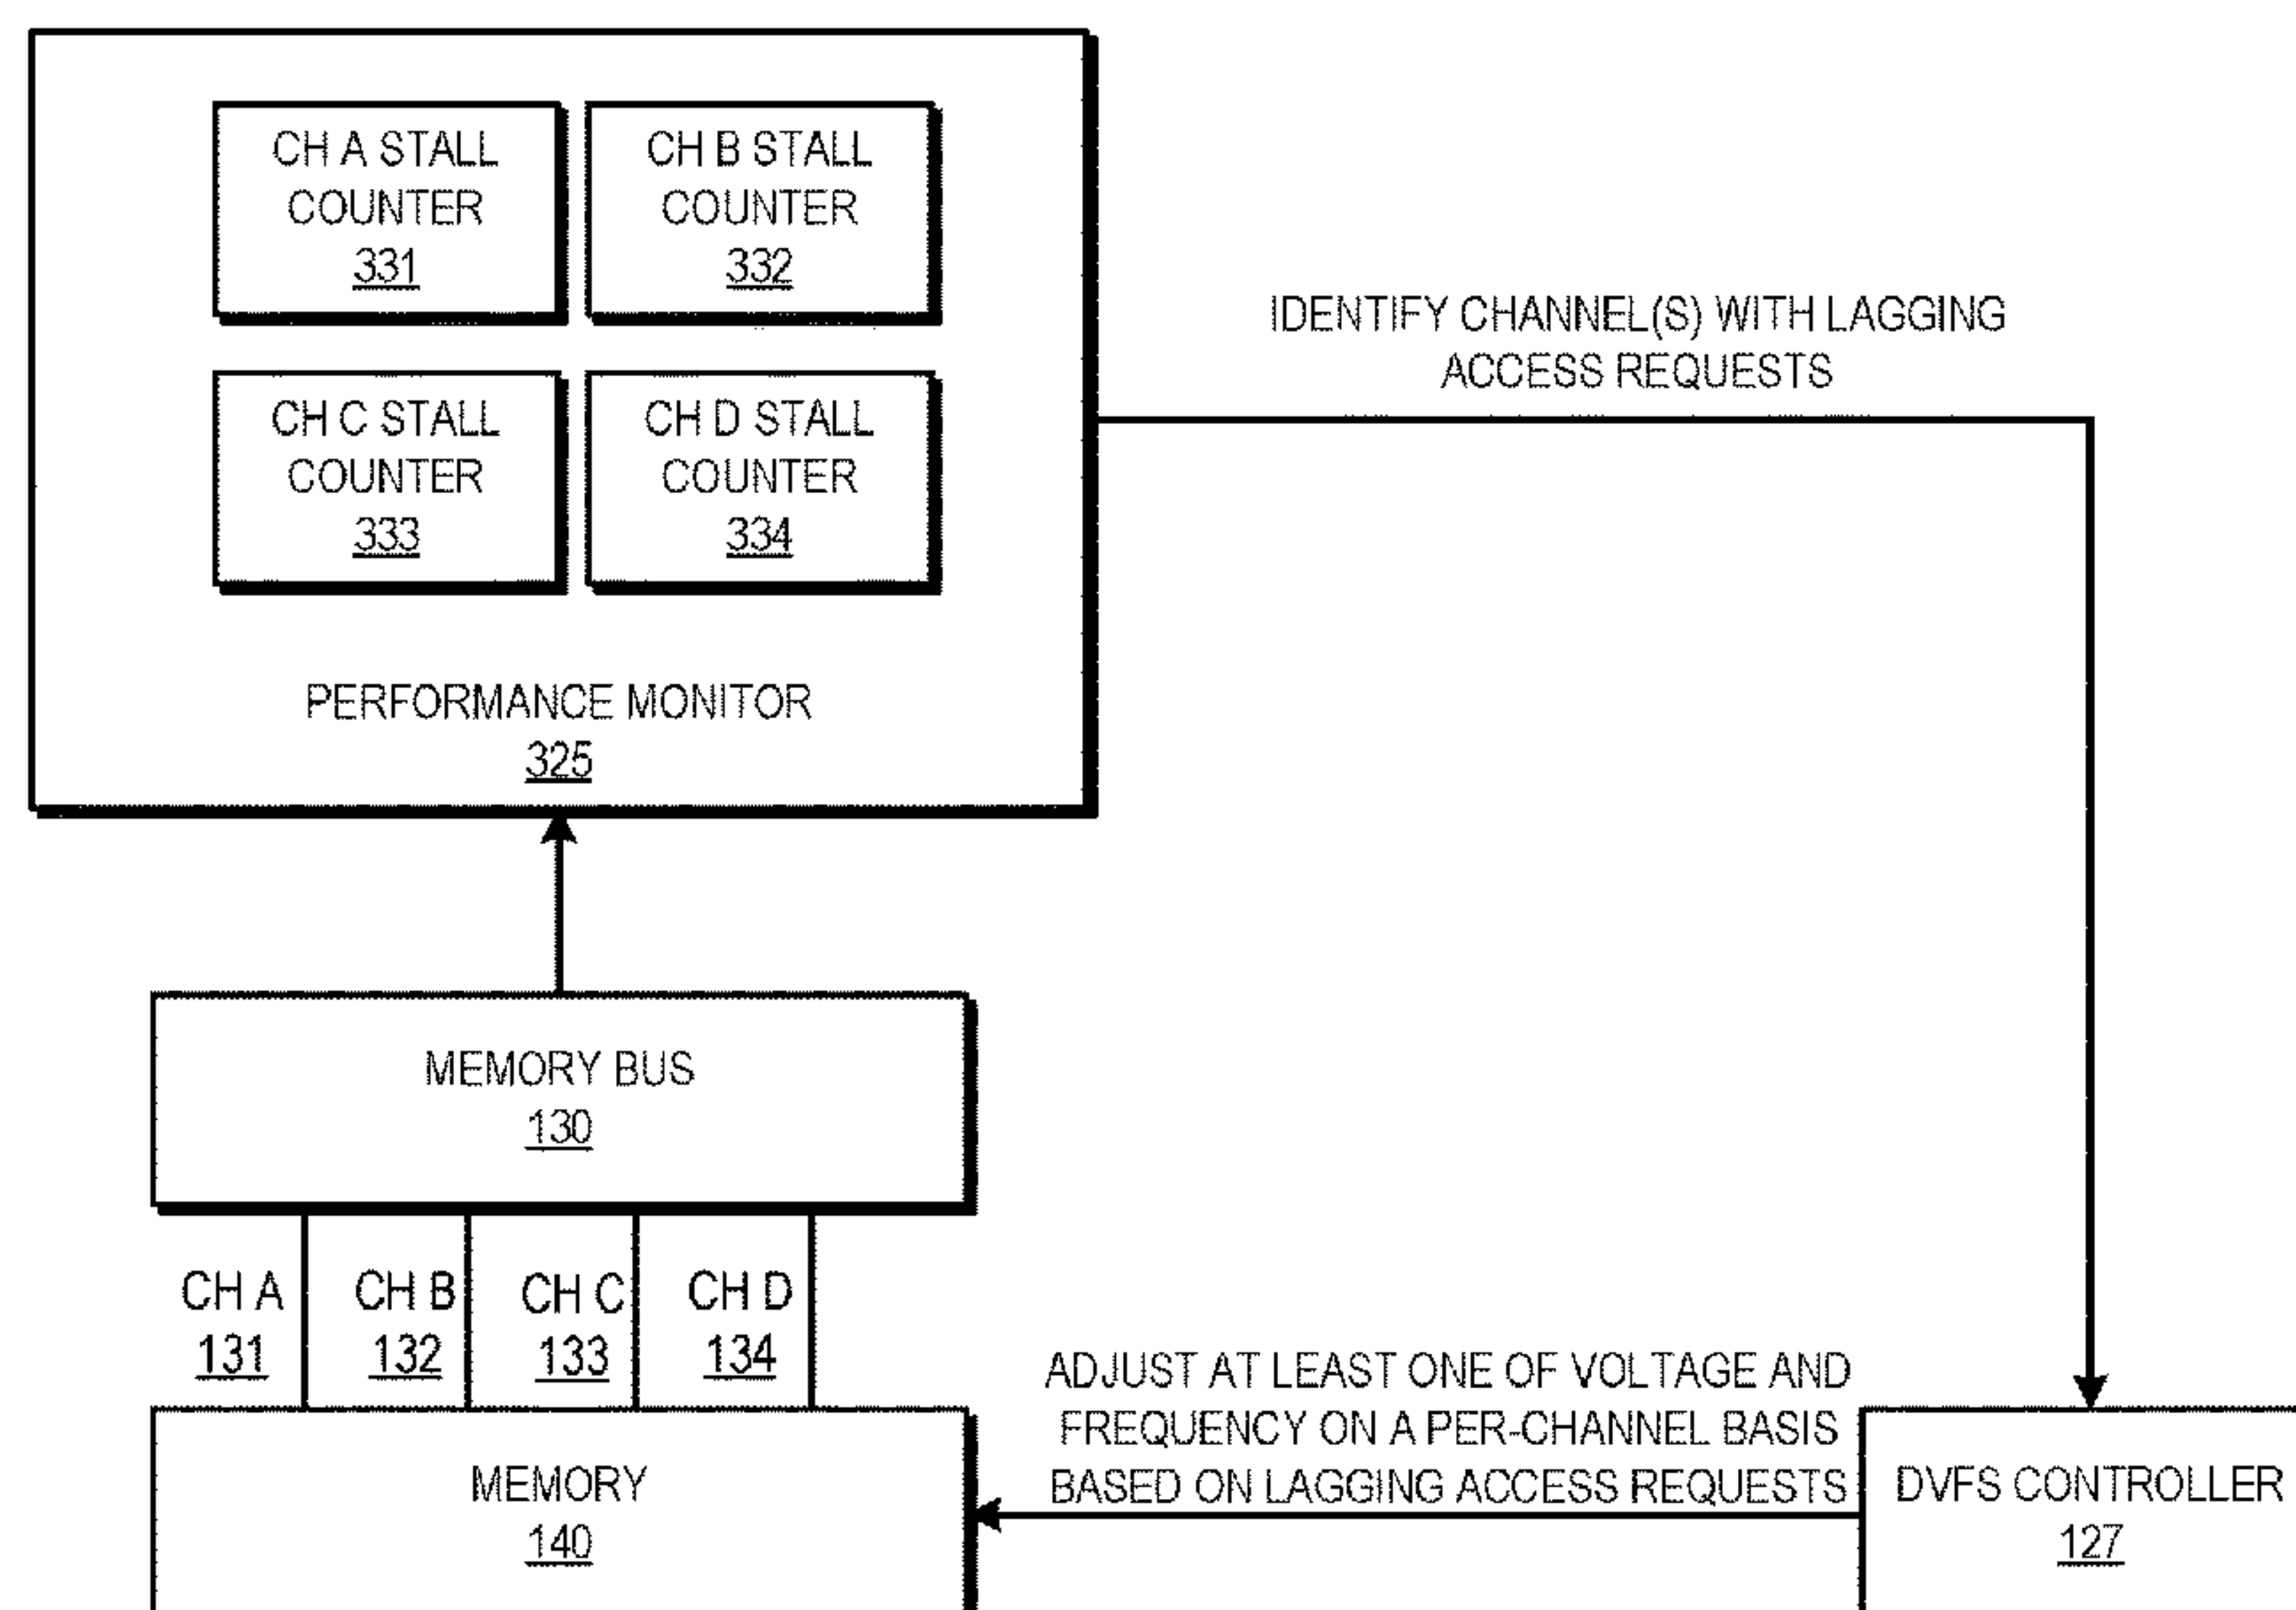 CH A STALL
COUNTER
331
CH B STALL
COUNTER
332
CH C STALL
COUNTER
333
CH D STALL
COUNTER
334
PERFORMANCE MONITOR
325
IDENTIFY CHANNEL(S) WITH LAGGING
ACCESS REQUESTS
MEMORY BUS
130
CH A
131
CH B
132
CH C
133
CH D
134
ADJUST AT LEAST ONE OF VOLTAGE AND
FREQUENCY ON A PER-CHANNEL BASIS
BASED ON LAGGING ACCESS REQUESTS
MEMORY
140
DVFS CONTROLLER
127